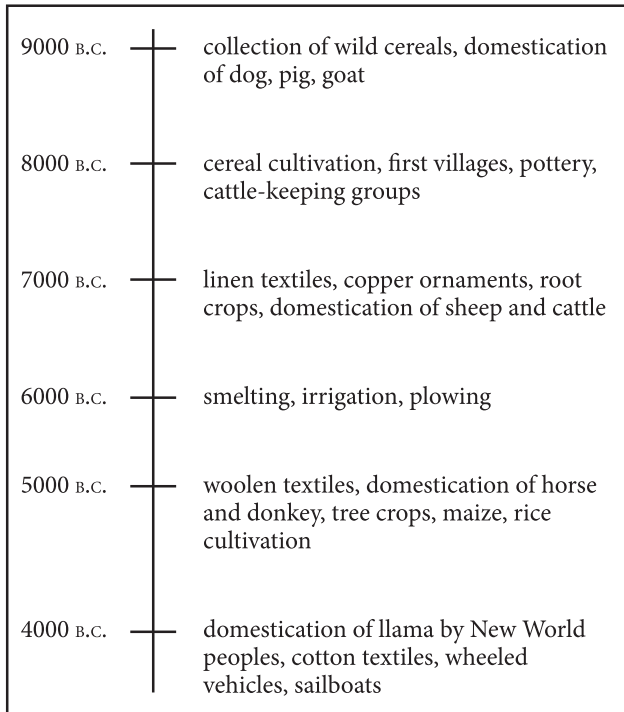 9000 B.C. collection of wild cereals, domestication
of dog, pig, goat
8000 B.C. cereal cultivation, first villages, pottery,
cattle-keeping groups
7000 B.C. linen textiles, copper ornaments, root
crops, domestication of sheep and cattle
6000 B.C. smelting, irrigation, plowing
5000 B.C. woolen textiles, domestication of horse
and donkey, tree crops, maize, rice
cultivation
4000 B.C. domestication of llama by New World
peoples, cotton textiles, wheeled
vehicles, sailboats